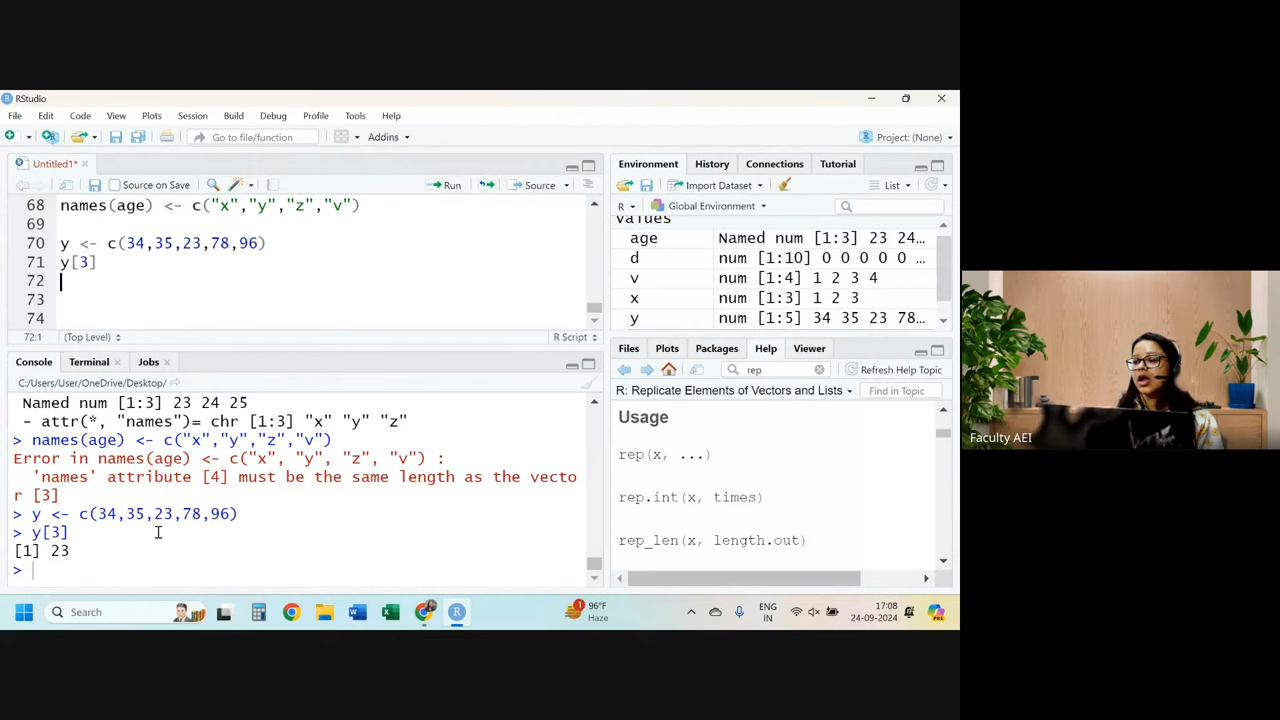 RStudio
File Edit Code View Plots Session Build Debug Profile Tools Help
Go to file/function Addins Project: (None)
Untitled1*
Source on Save Run Source
68 names(age) <- c("x","y","z","v")
69
70 y <- c(34,35,23,78,96)
71 y[3]
72
73
74
72:1 (Top Level) R Script
Console Terminal Jobs
C:/Users/User/OneDrive/Desktop/
Named num [1:3] 23 24 25
- attr(*, "names")= chr [1:3] "x" "y" "z"
> names(age) <- c("x","y","z","v")
Error in names(age) <- c("x", "y", "z", "v") :
'names' attribute [4] must be the same length as the vecto
r [3]
> y <- c(34,35,23,78,96)
> y[3]
[1] 23
>
Environment History Connections Tutorial
Import Dataset List
R Global Environment
Values
age Named num [1:3] 23 24…
d num [1:10] 0 0 0 0 0 …
v num [1:4] 1 2 3 4
x num [1:3] 1 2 3
y num [1:5] 34 35 23 78…
Files Plots Packages Help Viewer
rep Refresh Help Topic
R: Replicate Elements of Vectors and Lists Find in Topic
Usage
rep(x, ...)
rep.int(x, times)
rep_len(x, length.out)
Faculty AEI
Search
96°F
Haze
ENG
IN
17:08
24-09-2024